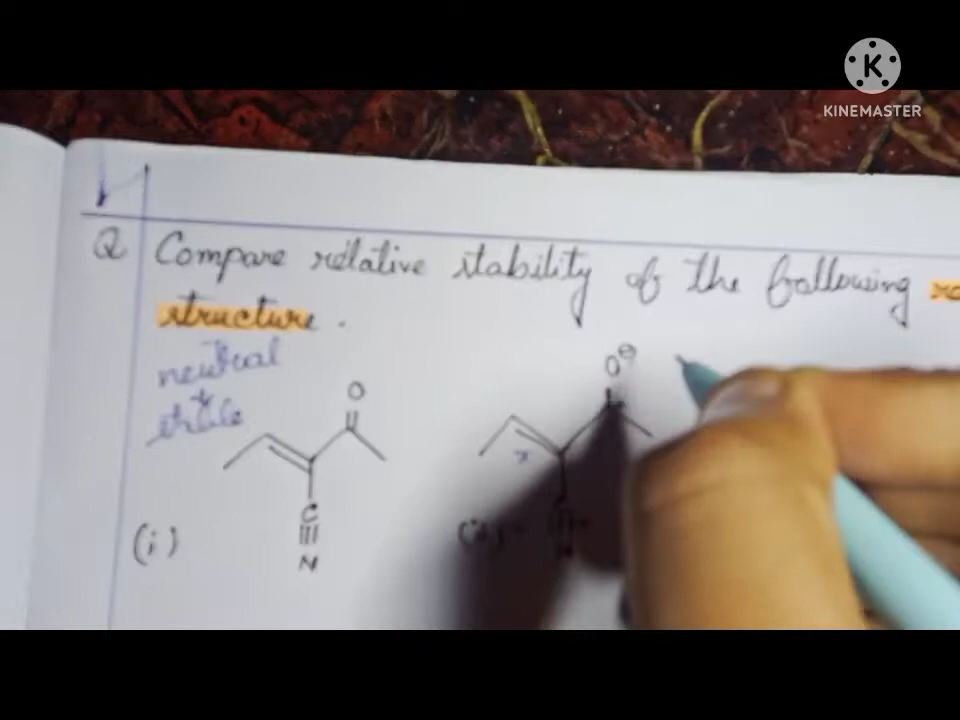 KINEMASTER
Q Compare relative stability of the following
structure.
neutral
stable
O
C
N
(i)
O⊖